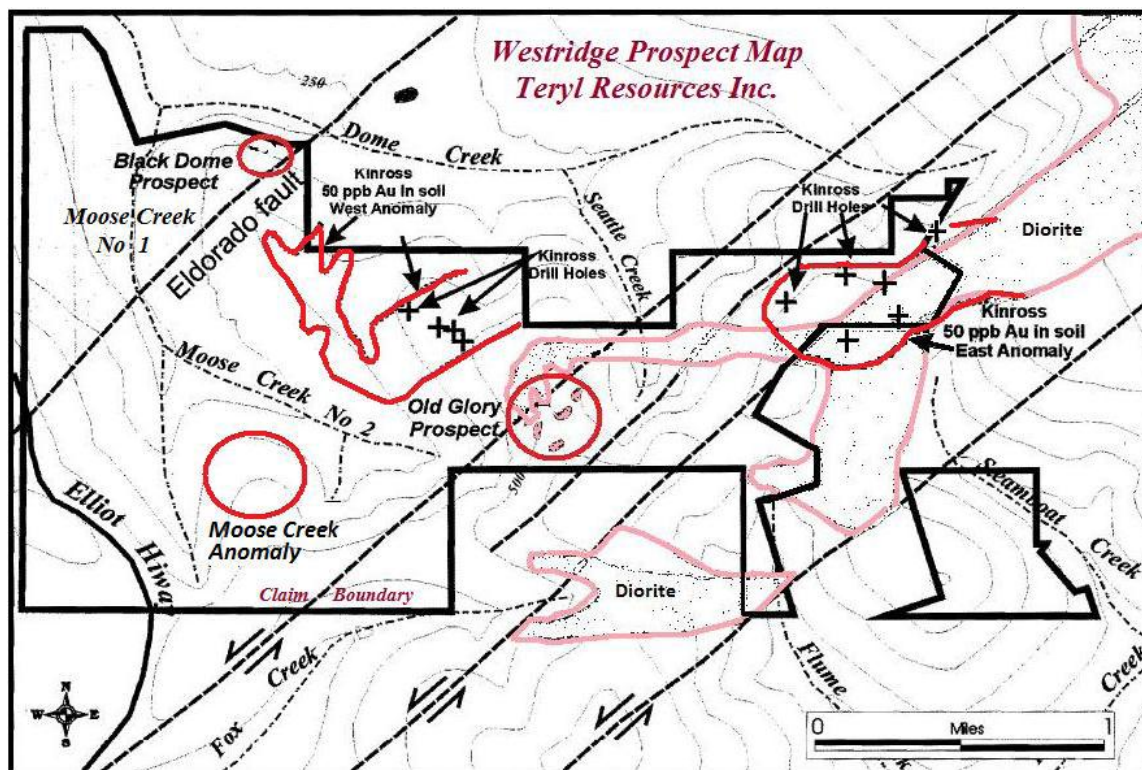 Westridge Prospect Map
Teryl Resources Inc.
250
Dome
Creek
Black Dome
Prospect
Moose Creek
No 1
Eldorado fault
Kinross
50 ppb Au in soil
West Anomaly
Seattle
Creek
Kinross
Drill Holes
Kinross
Drill Holes
Diorite
Kinross
50 ppb Au in soil
East Anomaly
Moose Creek No 2
Old Glory
Prospect
500
Moose Creek
Anomaly
Elliot
Hiway
Claim Boundary
Diorite
Seamboat
Creek
Fox
Creek
Flume
Creek
N
W
E
S
0
Miles
1